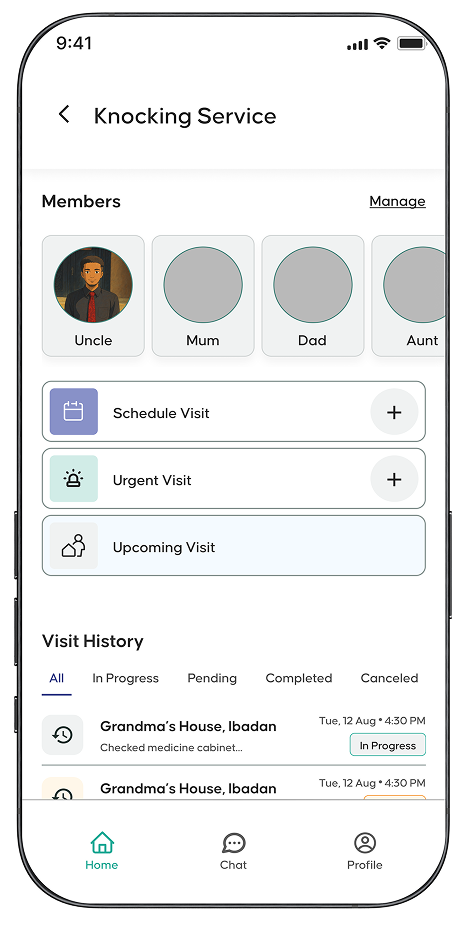 9:41
Knocking Service
Members Manage
Uncle Mum Dad Aunt
Schedule Visit
Urgent Visit
Upcoming Visit
Visit History
All In Progress Pending Completed Canceled
Grandma's House, Ibadan Tue, 12 Aug • 4:30 PM
Checked medicine cabinet... In Progress
Grandma's House, Ibadan Tue, 12 Aug • 4:30 PM
Home Chat Profile